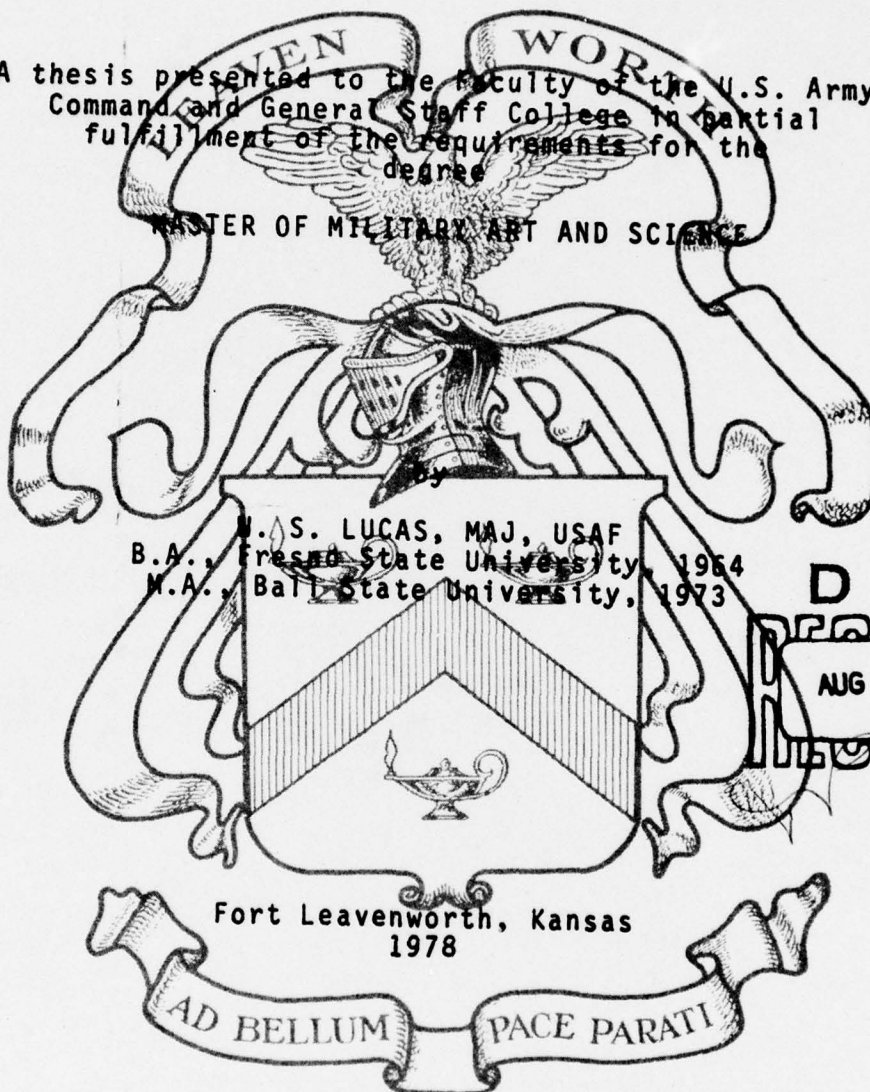 LEAVEN WORTH
A thesis presented to the Faculty of the U.S. Army
Command and General Staff College in partial
fulfillment of the requirements for the
degree
MASTER OF MILITARY ART AND SCIENCE
by
S. LUCAS, MAJ, USAF
B.A., Fresno State University, 1964
M.A., Ball State University, 1973
D
AUG
Fort Leavenworth, Kansas
1978
AD BELLUM PACE PARATI